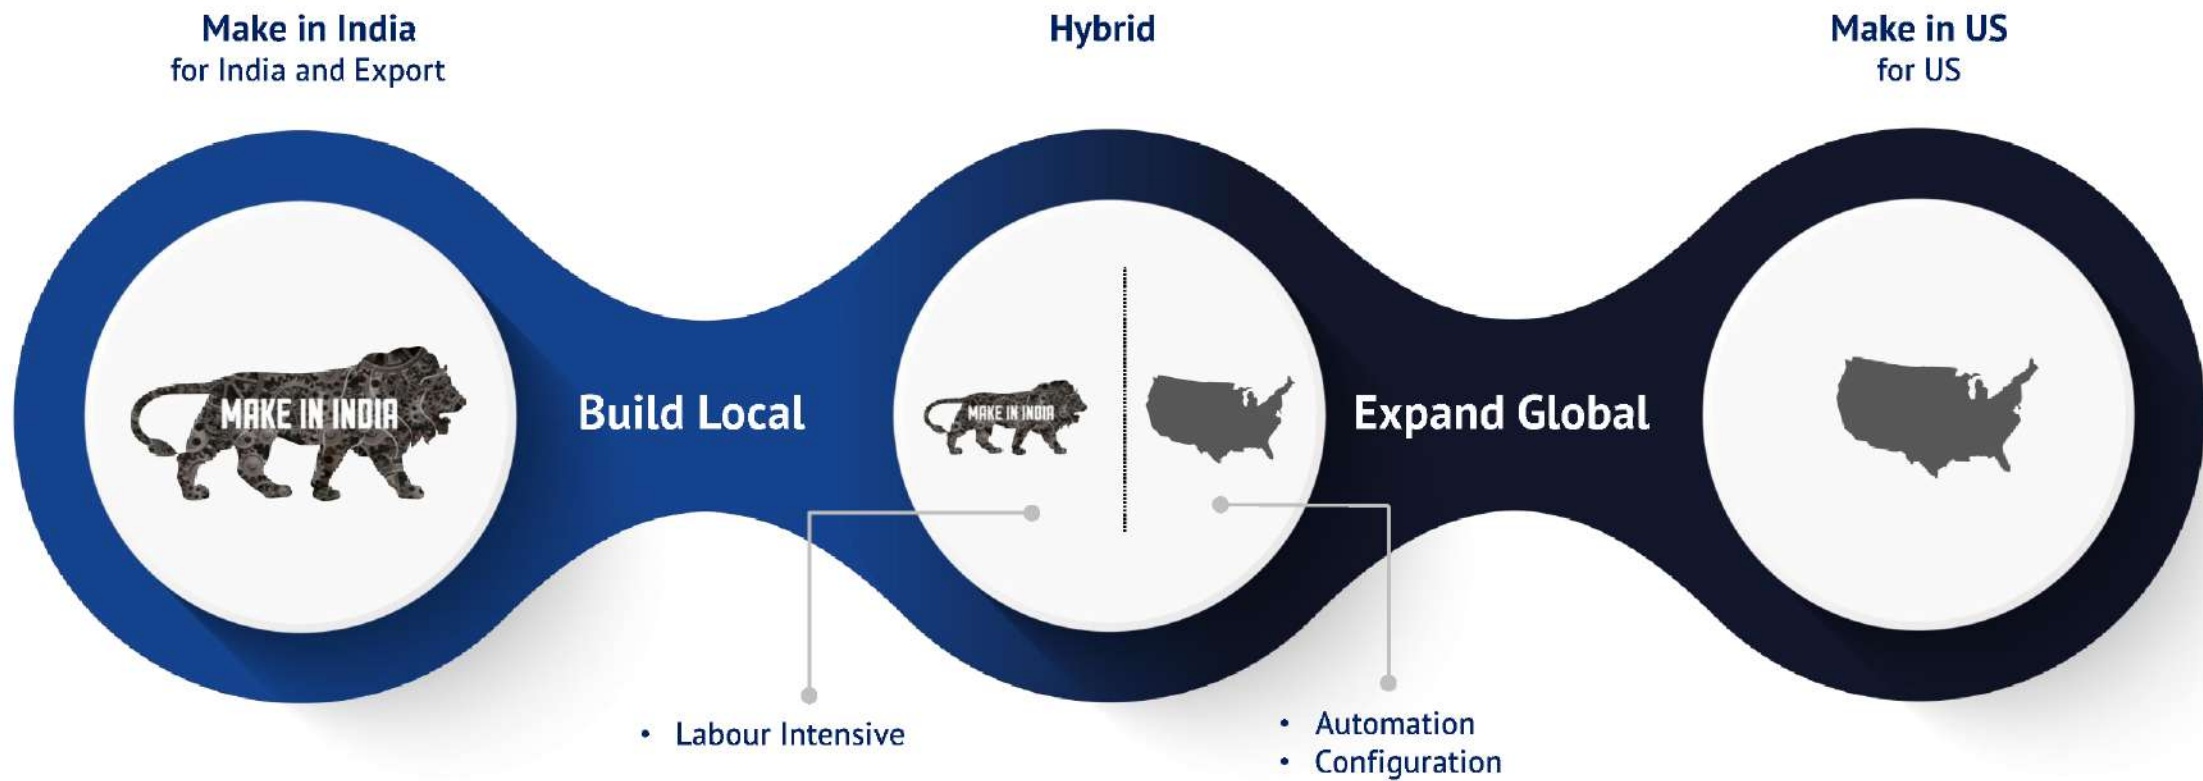 Make in India
for India and Export
Hybrid
Make in US
for US
MAKE IN INDIA
Build Local
MAKE IN INDIA
Expand Global
• Labour Intensive
• Automation
• Configuration